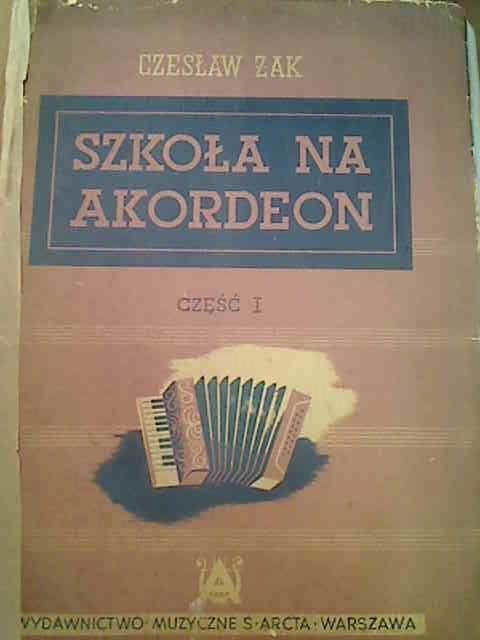 CZESŁAW ŻAK
SZKOŁA NA
AKORDEON
CZĘŚĆ I
WYDAWNICTWO · MUZYCZNE S · ARCTA · WARSZAWA